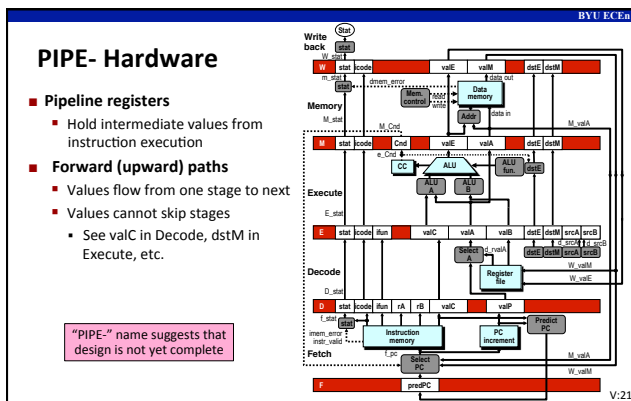 BYU ECEn
PIPE- Hardware
Pipeline registers
Hold intermediate values from
instruction execution
Forward (upward) paths
Values flow from one stage to next
Values cannot skip stages
See valC in Decode, dstM in
Execute, etc.
"PIPE-" name suggests that
design is not yet complete
Stat
Write
back
stat
W_stat
W stat icode valE valM dstE dstM
m_stat
stat
dmem_error
data out
Data
memory
Mem.
control
read
write
Memory
data in
Addr
M_stat
M_valA
M_Cnd
M stat icode Cnd valE valA dstE dstM
e_Cnd
CC
ALU
ALU
fun.
dstE
ALU
A
ALU
B
Execute
E_stat
E stat icode ifun valC valA valB dstE dstM srcA srcB
d_srcA
d_srcB
dstE dstM srcA srcB
Select
A
d_rvalA
Register
file
W_valM
W_valE
Decode
D_stat
D stat icode ifun rA rB valC valP
f_stat
stat
Predict
PC
imem_error
instr_valid
Instruction
memory
PC
increment
Fetch
f_pc
Select
PC
M_valA
W_valM
F predPC
V:21